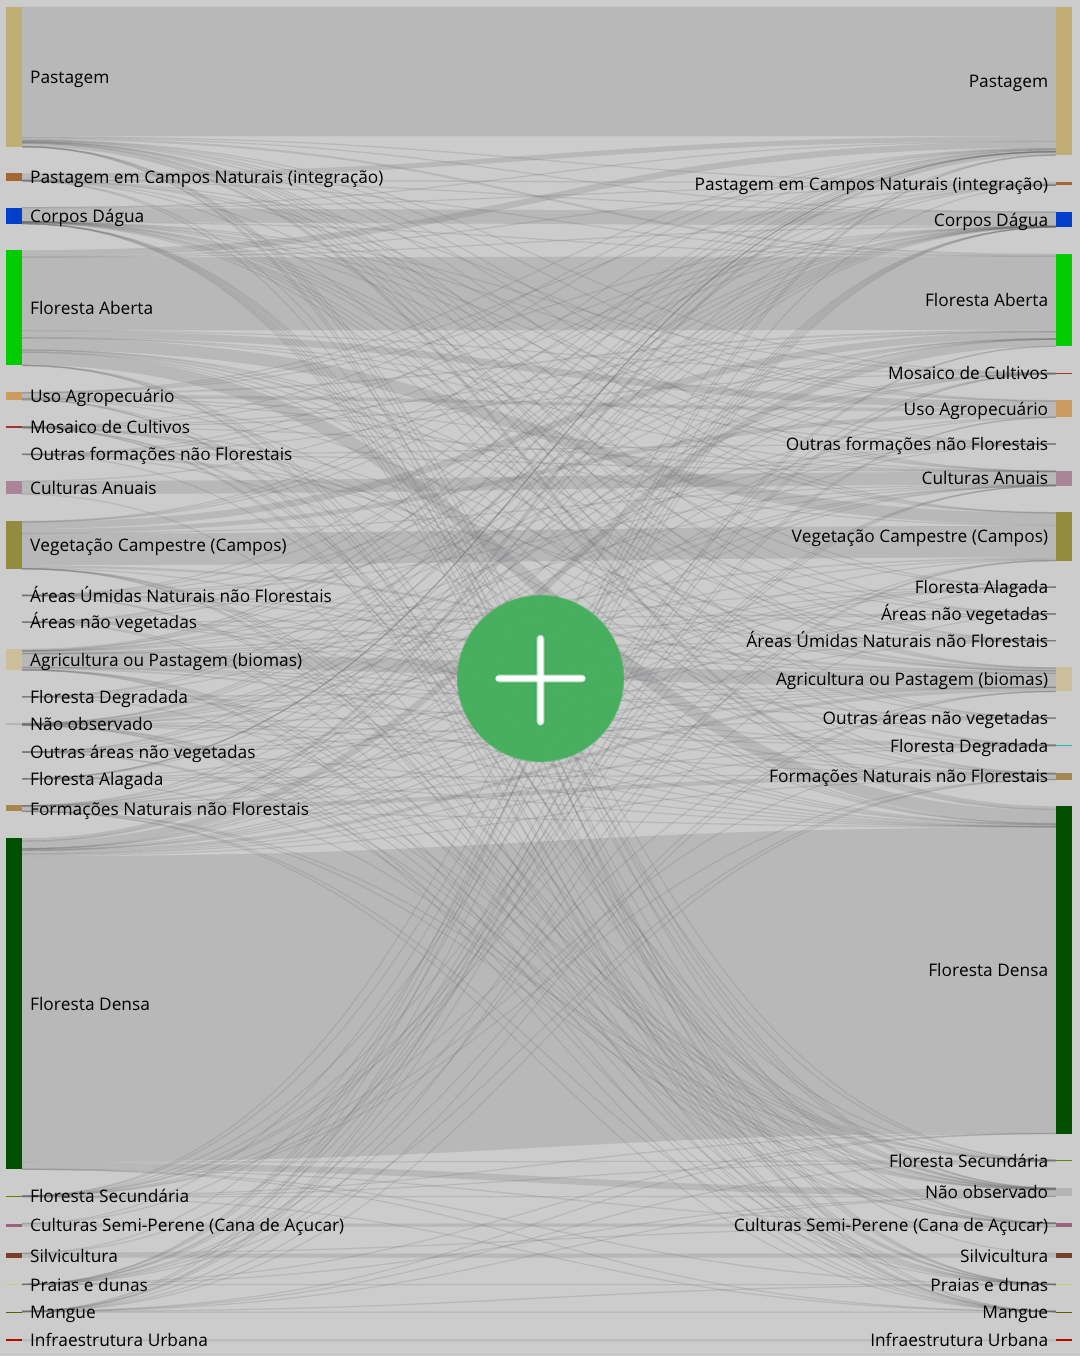 Pastagem
Pastagem em Campos Naturais (integração)
Corpos Dágua
Floresta Aberta
Uso Agropecuário
Mosaico de Cultivos
Outras formações não Florestais
Culturas Anuais
Vegetação Campestre (Campos)
Áreas Úmidas Naturais não Florestais
Áreas não vegetadas
Agricultura ou Pastagem (biomas)
Floresta Degradada
Não observado
Outras áreas não vegetadas
Floresta Alagada
Formações Naturais não Florestais
Floresta Densa
Floresta Secundária
Culturas Semi-Perene (Cana de Açucar)
Silvicultura
Praias e dunas
Mangue
Infraestrutura Urbana
Pastagem
Pastagem em Campos Naturais (integração)
Corpos Dágua
Floresta Aberta
Mosaico de Cultivos
Uso Agropecuário
Outras formações não Florestais
Culturas Anuais
Vegetação Campestre (Campos)
Floresta Alagada
Áreas não vegetadas
Áreas Úmidas Naturais não Florestais
Agricultura ou Pastagem (biomas)
Outras áreas não vegetadas
Floresta Degradada
Formações Naturais não Florestais
Floresta Densa
Floresta Secundária
Não observado
Culturas Semi-Perene (Cana de Açucar)
Silvicultura
Praias e dunas
Mangue
Infraestrutura Urbana